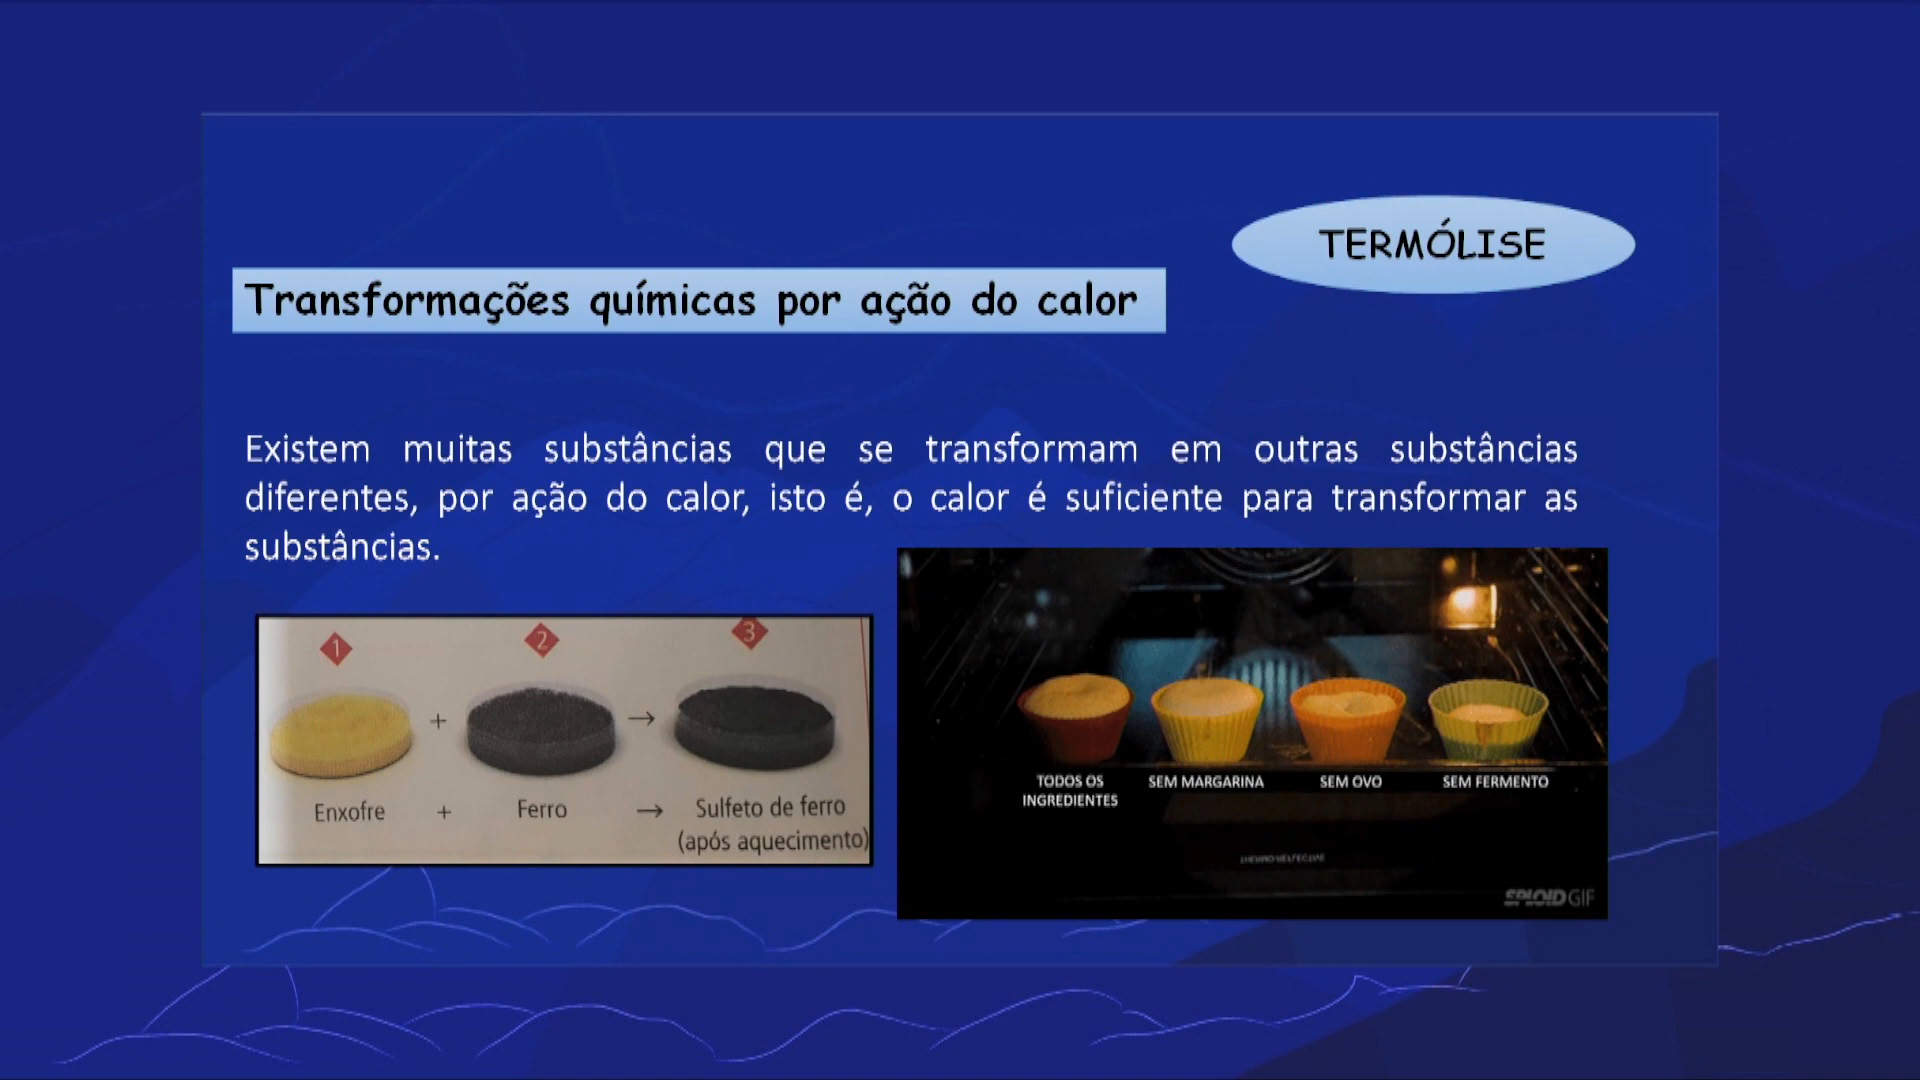 TERMÓLISE
Transformações químicas por ação do calor
Existem muitas substâncias que se transformam em outras substâncias
diferentes, por ação do calor, isto é, o calor é suficiente para transformar as
substâncias.
1 2 3
+ →
Enxofre + Ferro → Sulfeto de ferro
(após aquecimento)
TODOS OS
INGREDIENTES
SEM MARGARINA
SEM OVO
SEM FERMENTO
SPLOID GIF